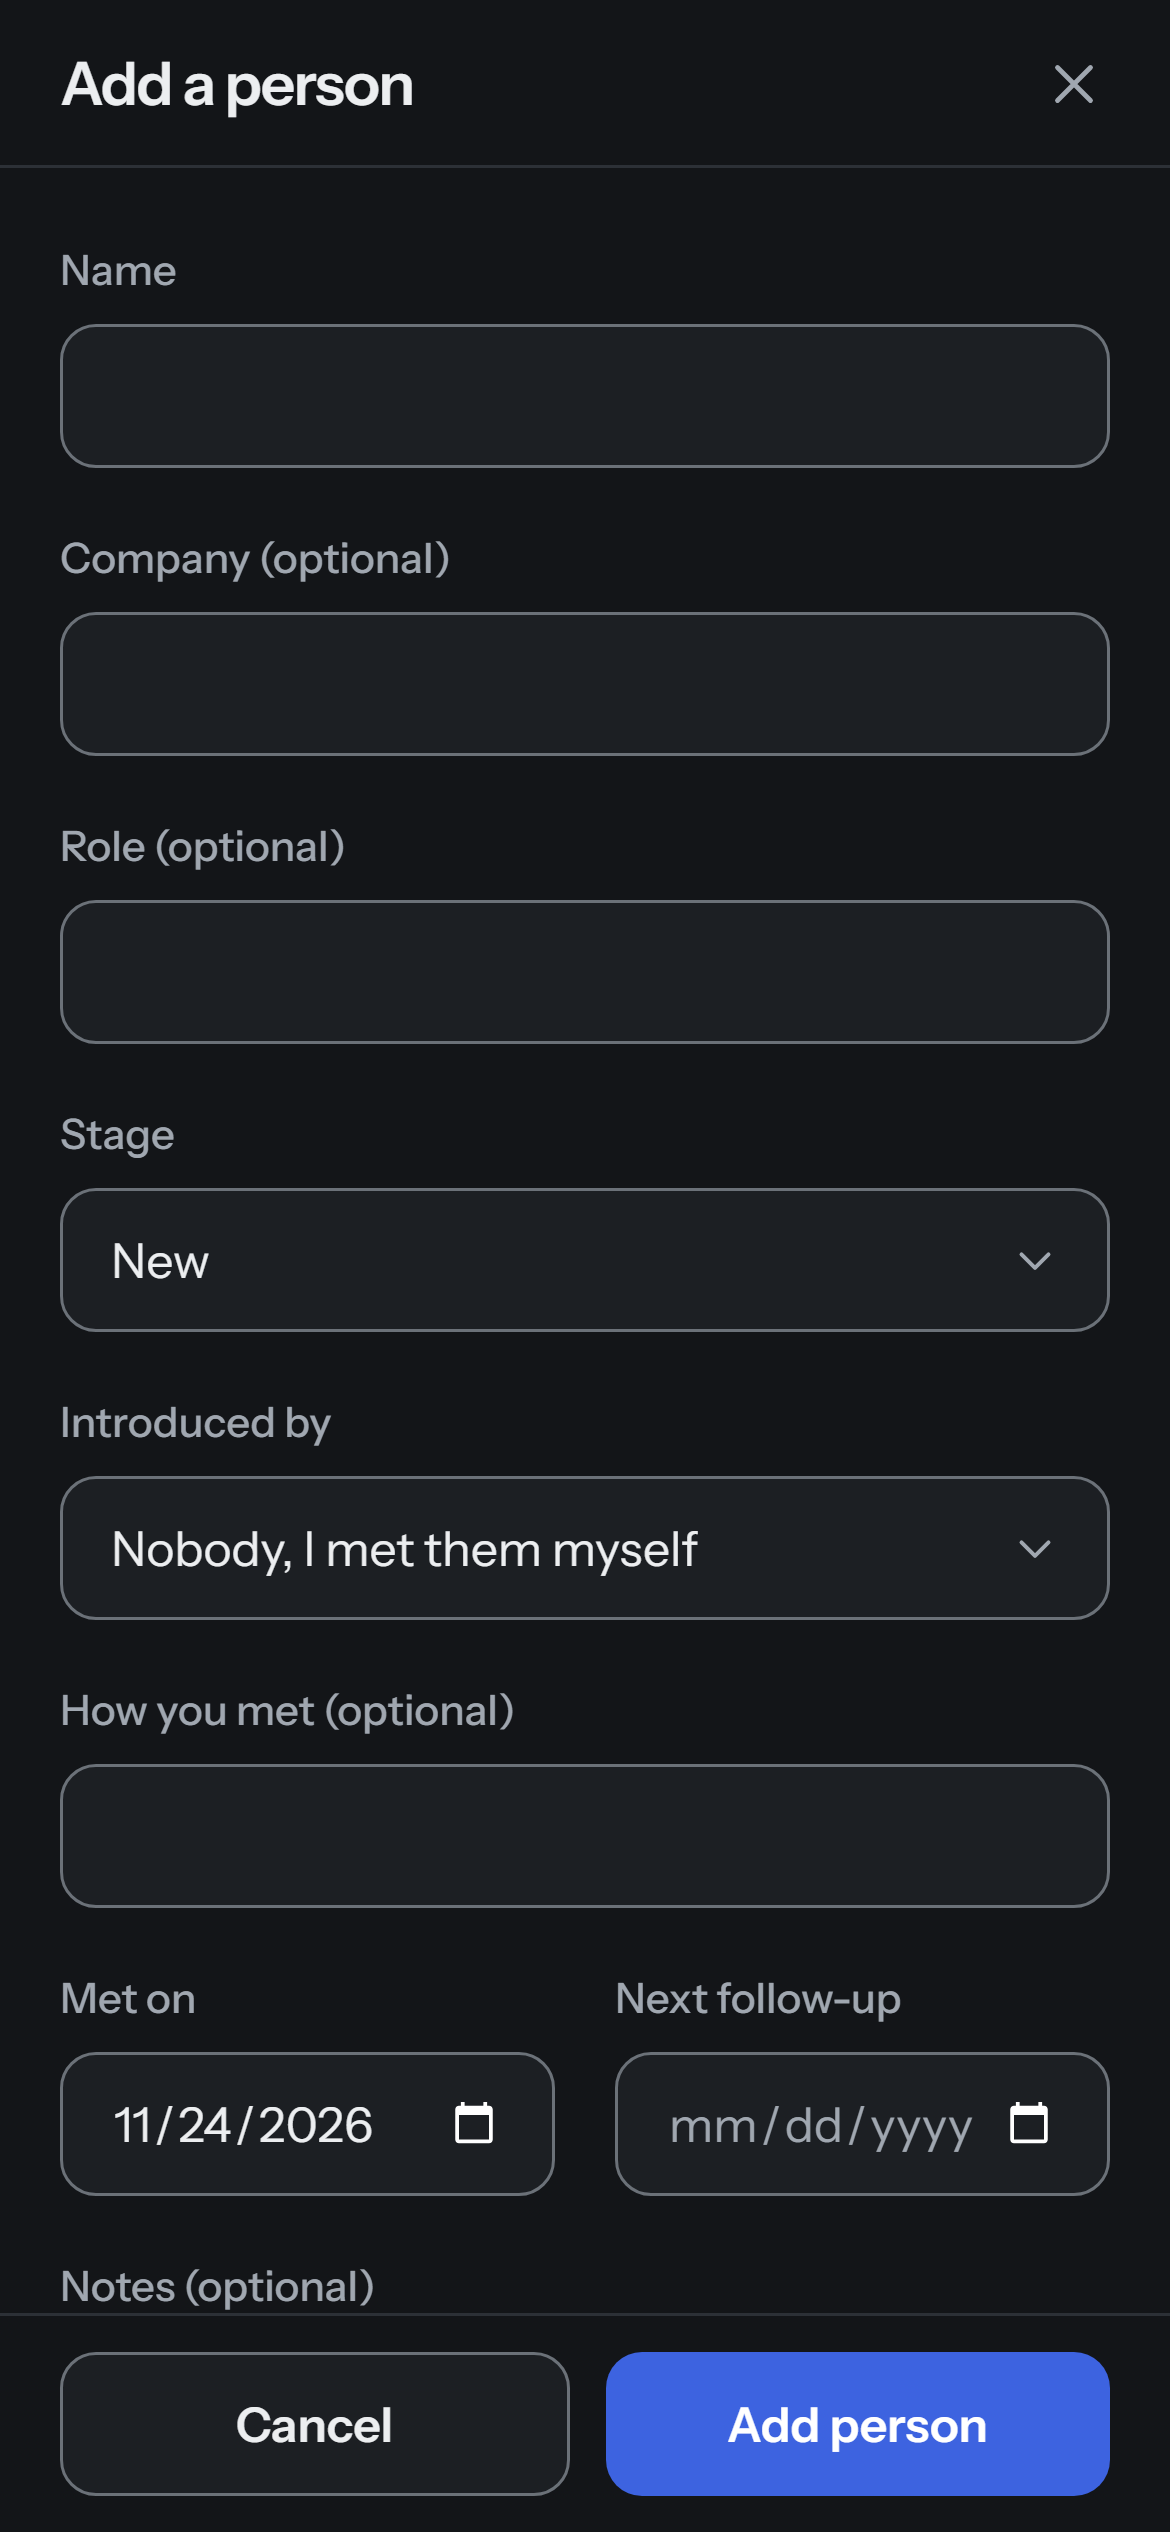 Add a person
Name
Company (optional)
Role (optional)
Stage
New
Introduced by
Nobody, I met them myself
How you met (optional)
Met on
Next follow-up
11/24/2026
mm/dd/yyyy
Notes (optional)
Cancel
Add person